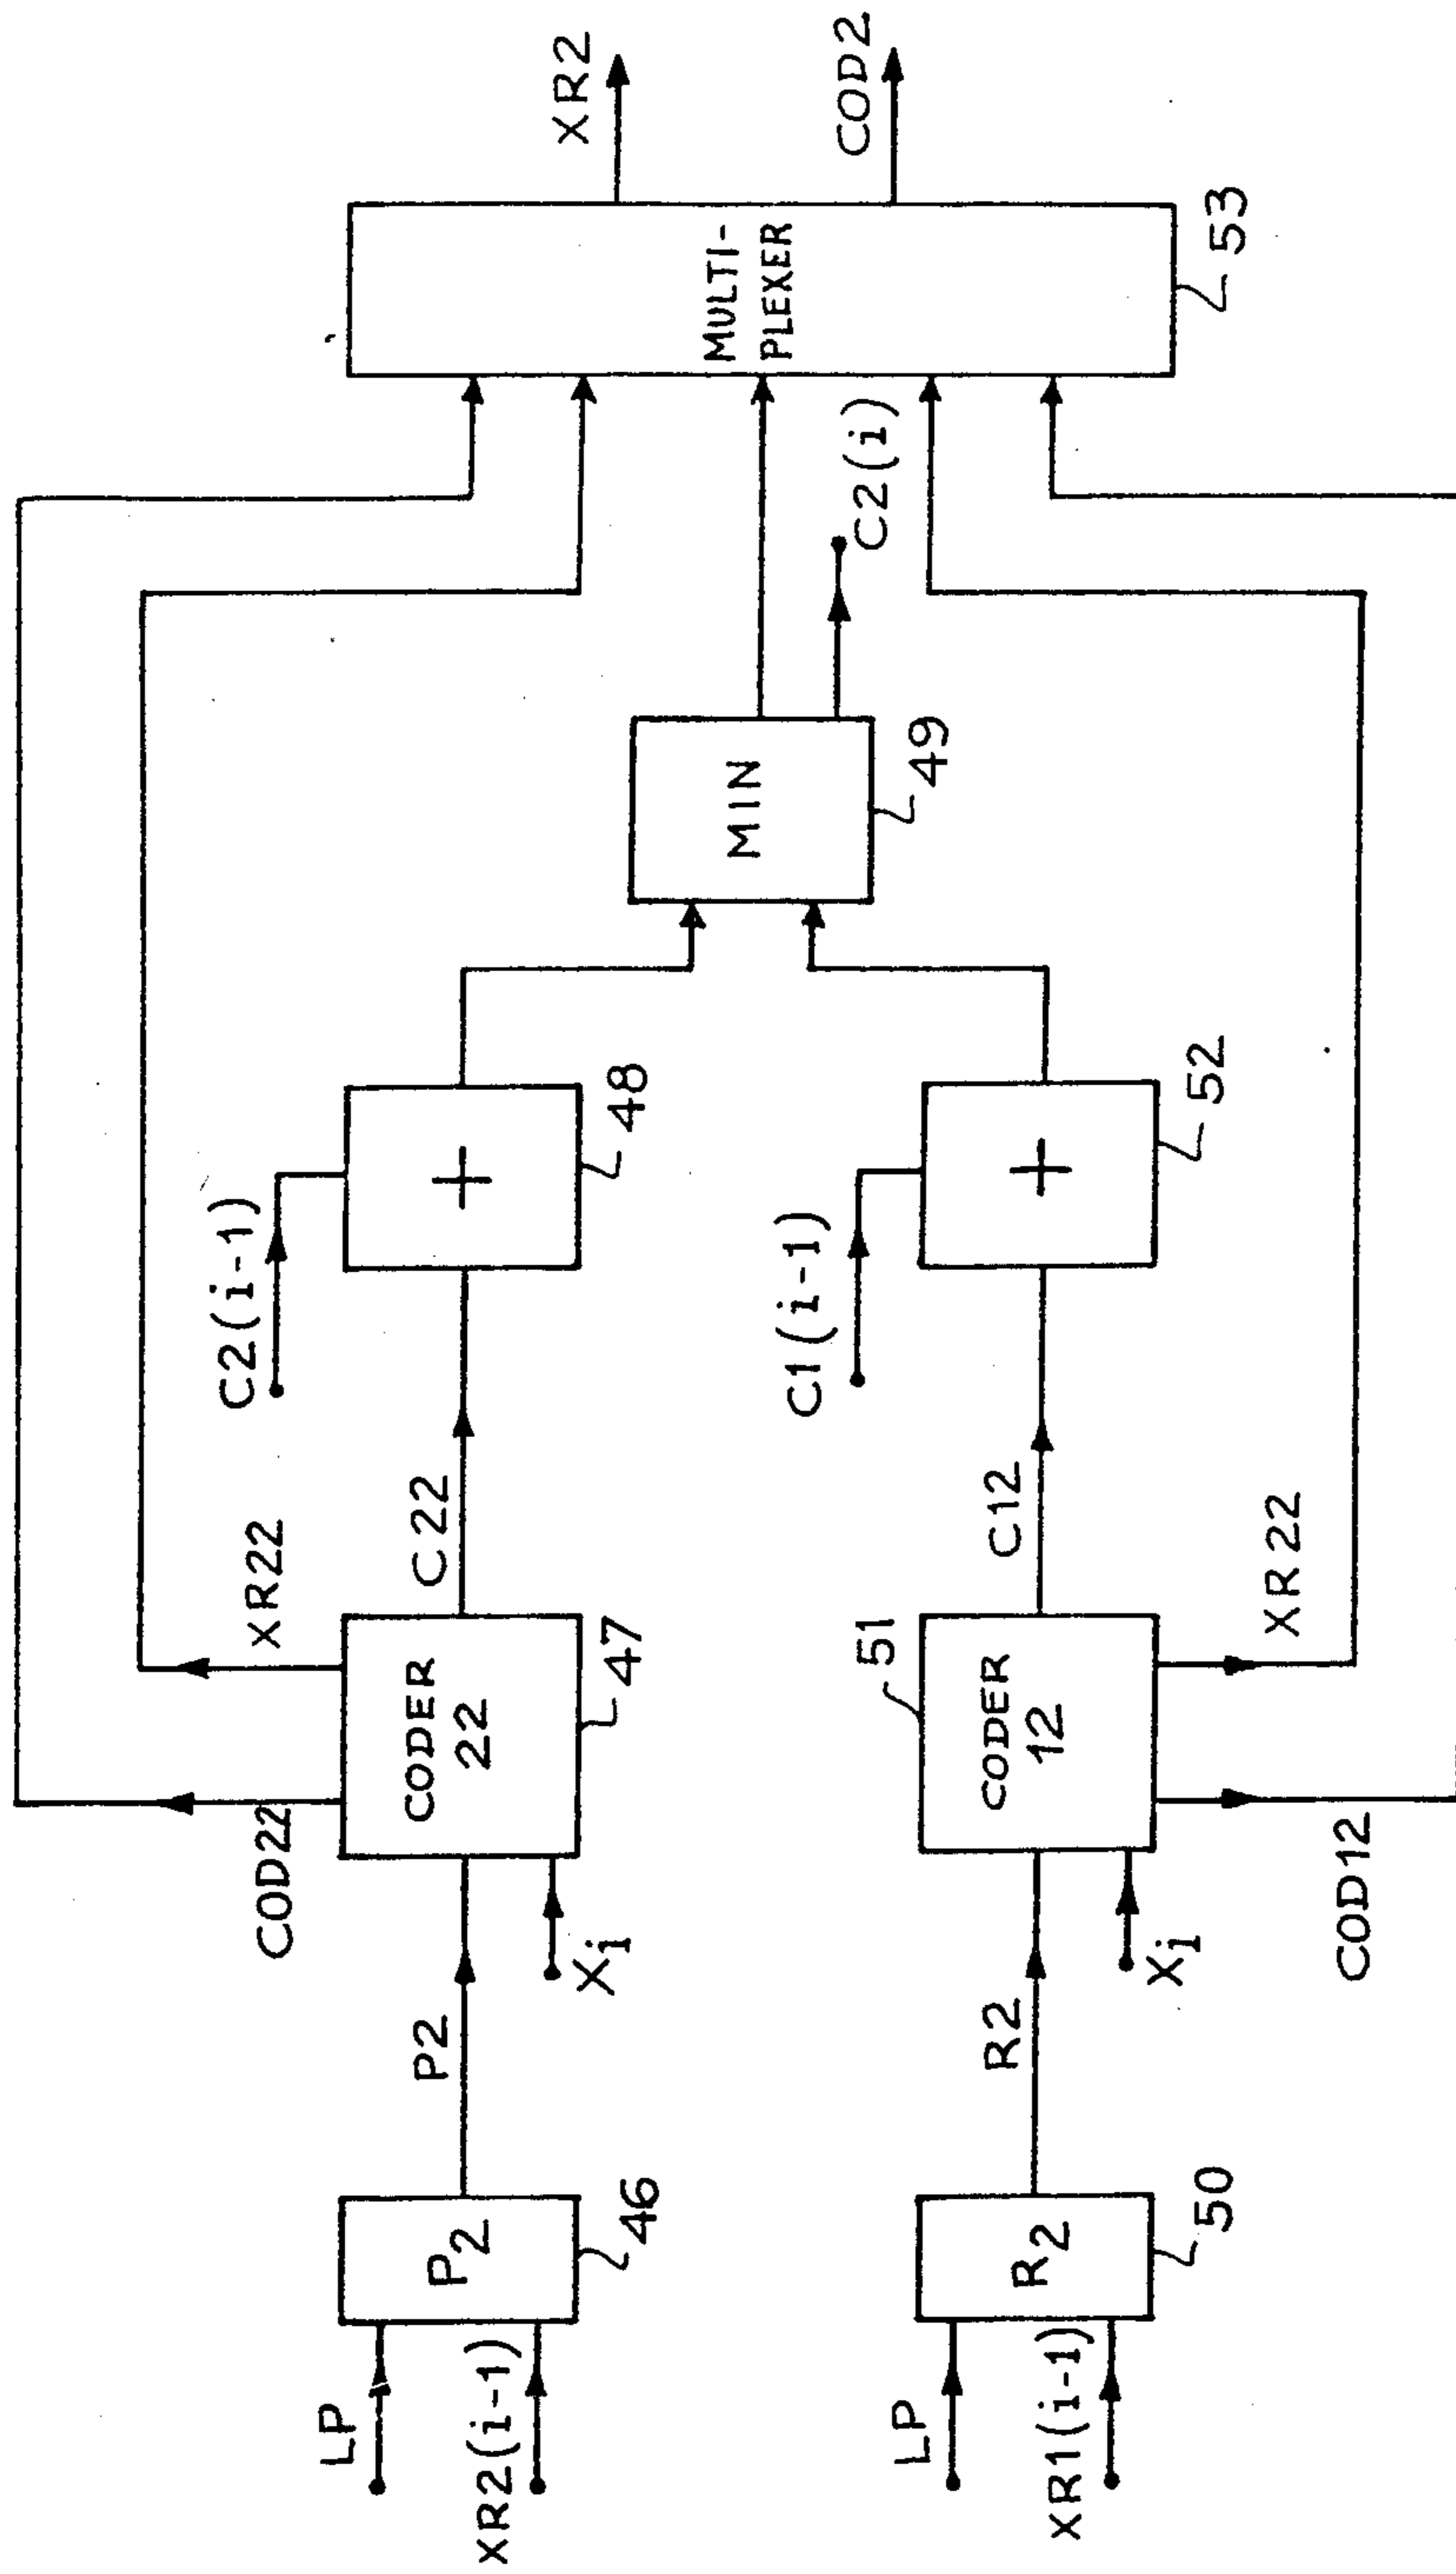 COD22
XR22
C2(i-1)
LP
XR2(i-1)
P2
46
P2
Xi
CODER
22
47
C22
+
48
MIN
49
C2(i)
MULTI-
PLEXER
53
XR2
COD2
LP
XR1(i-1)
R2
50
R2
Xi
51
CODER
12
C12
C1(i-1)
+
52
COD12
XR22